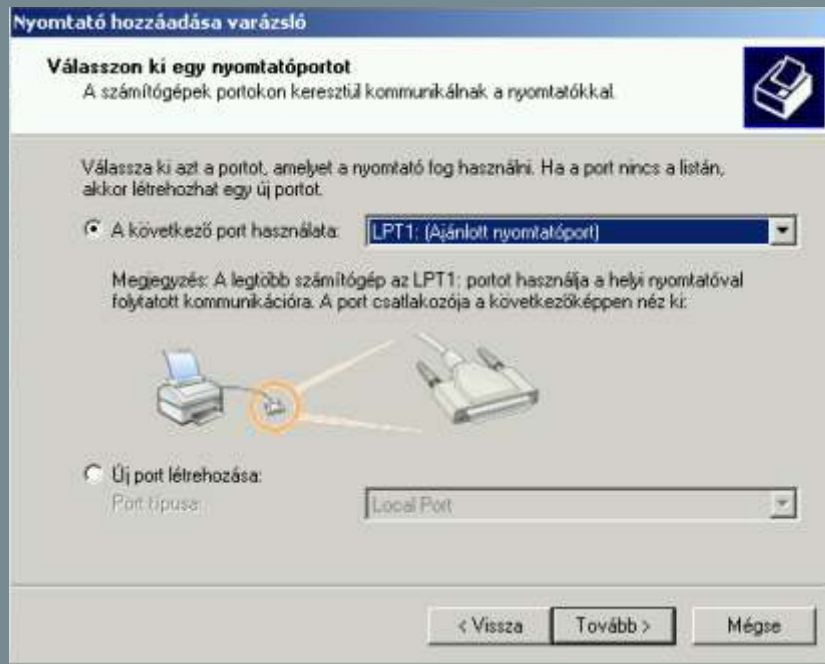 Nyomtató hozzáadása varázsló
Válasszon ki egy nyomtatóportot
A számítógépek portokon keresztül kommunikálnak a nyomtatókkal.
Válassza ki azt a portot, amelyet a nyomtató fog használni. Ha a port nincs a listán,
akkor létrehozhat egy új portot.
A következő port használata:
LPT1: (Ajánlott nyomtatóport)
Megjegyzés: A legtöbb számítógép az LPT1: portot használja a helyi nyomtatóval
folytatott kommunikációra. A port csatlakozója a következőképpen néz ki:
Új port létrehozása:
Port típusa:
Local Port
< Vissza
Tovább >
Mégse